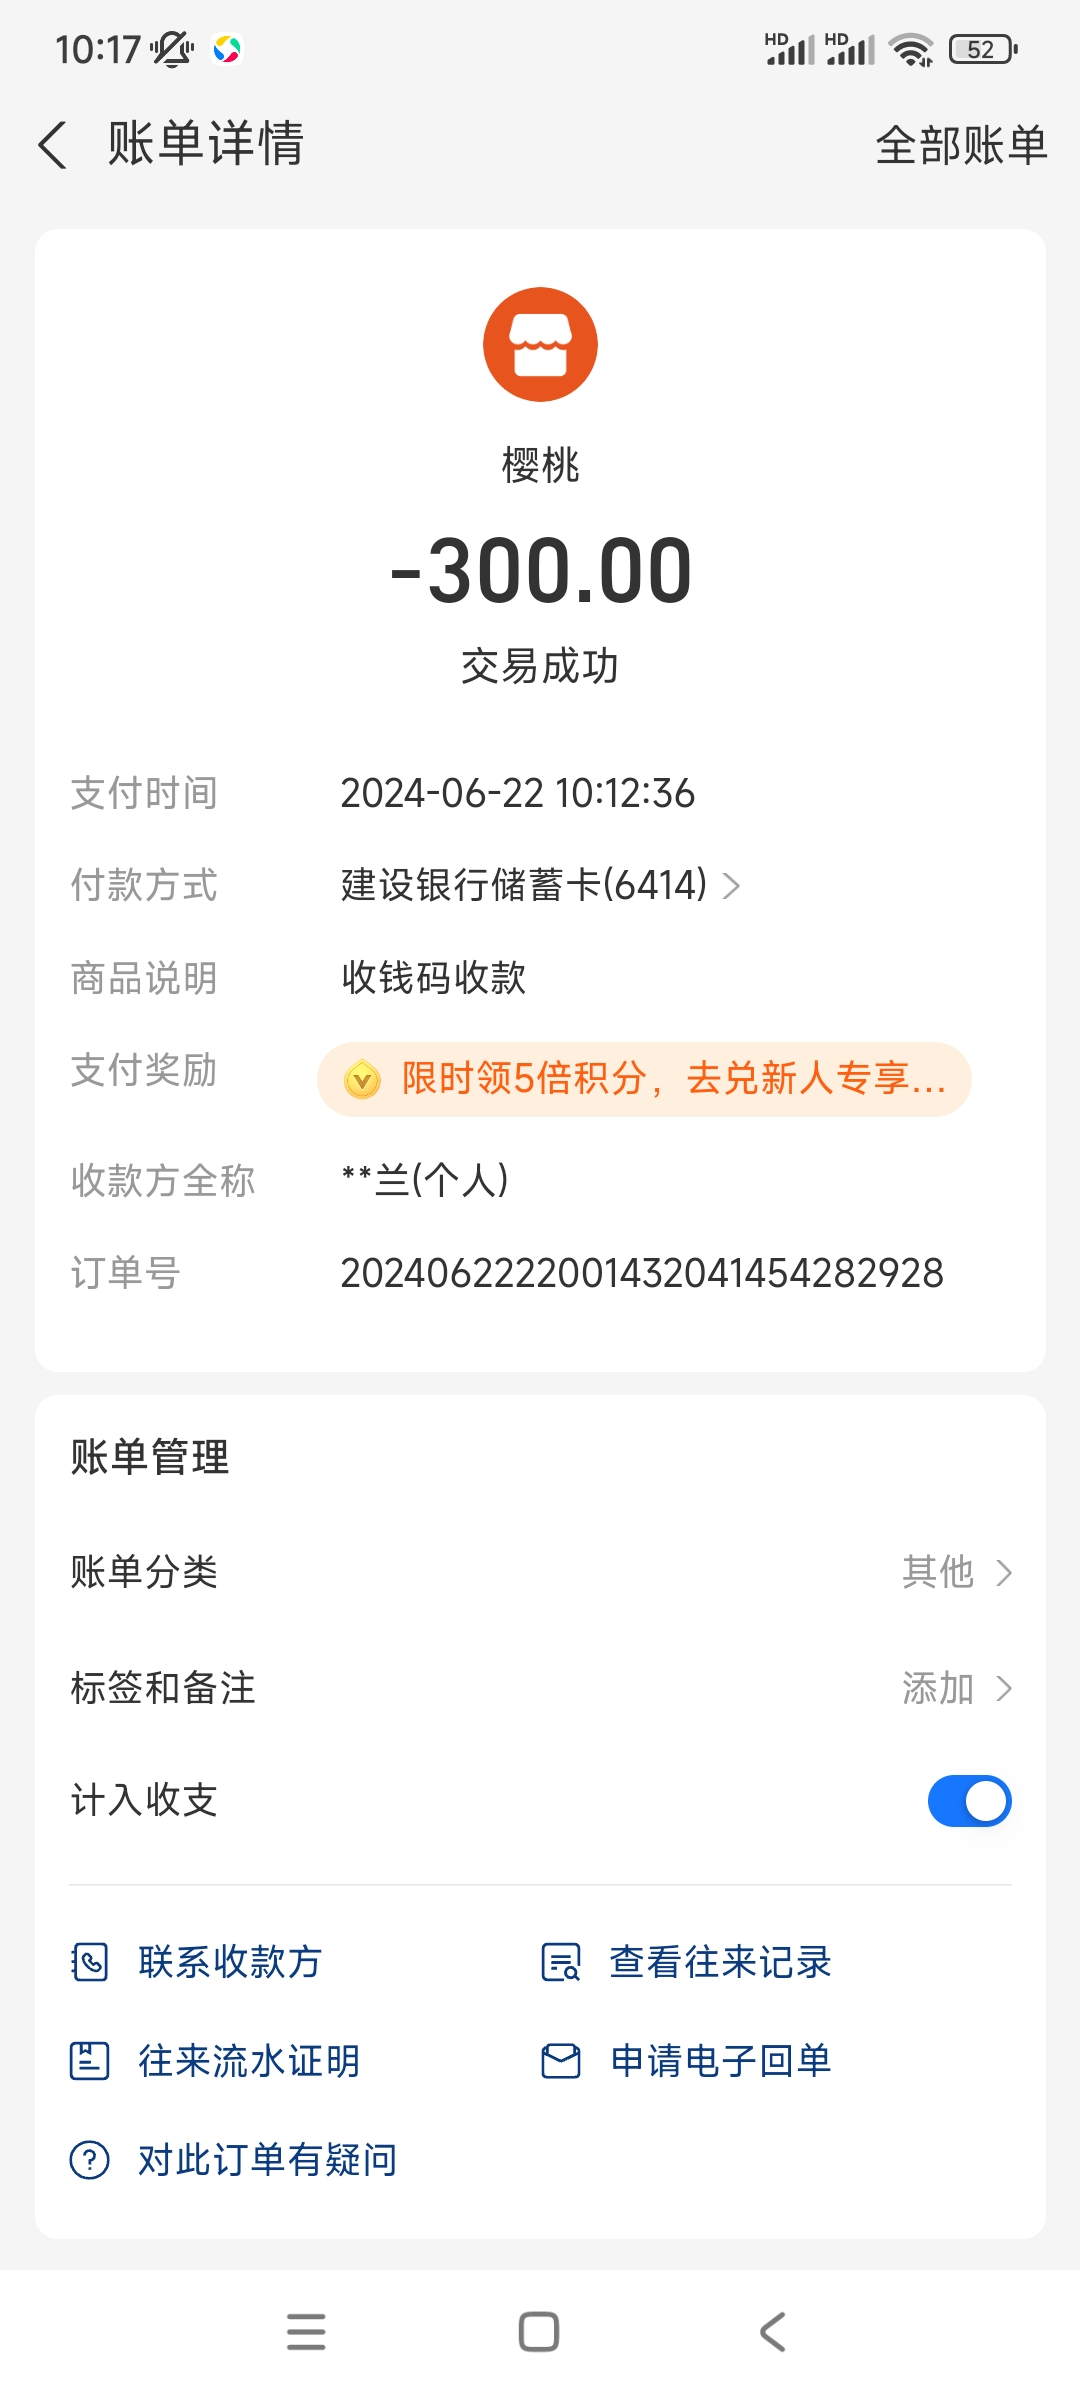 10:17 HD HD 52
账单详情 全部账单
樱桃
-300.00
交易成功
支付时间 2024-06-22 10:12:36
付款方式 建设银行储蓄卡(6414)
商品说明 收钱码收款
支付奖励 限时领5倍积分，去兑新人专享...
收款方全称 **兰(个人)
订单号 2024062222001432041454282928
账单管理
账单分类 其他
标签和备注 添加
计入收支
联系收款方 查看往来记录
往来流水证明 申请电子回单
对此订单有疑问